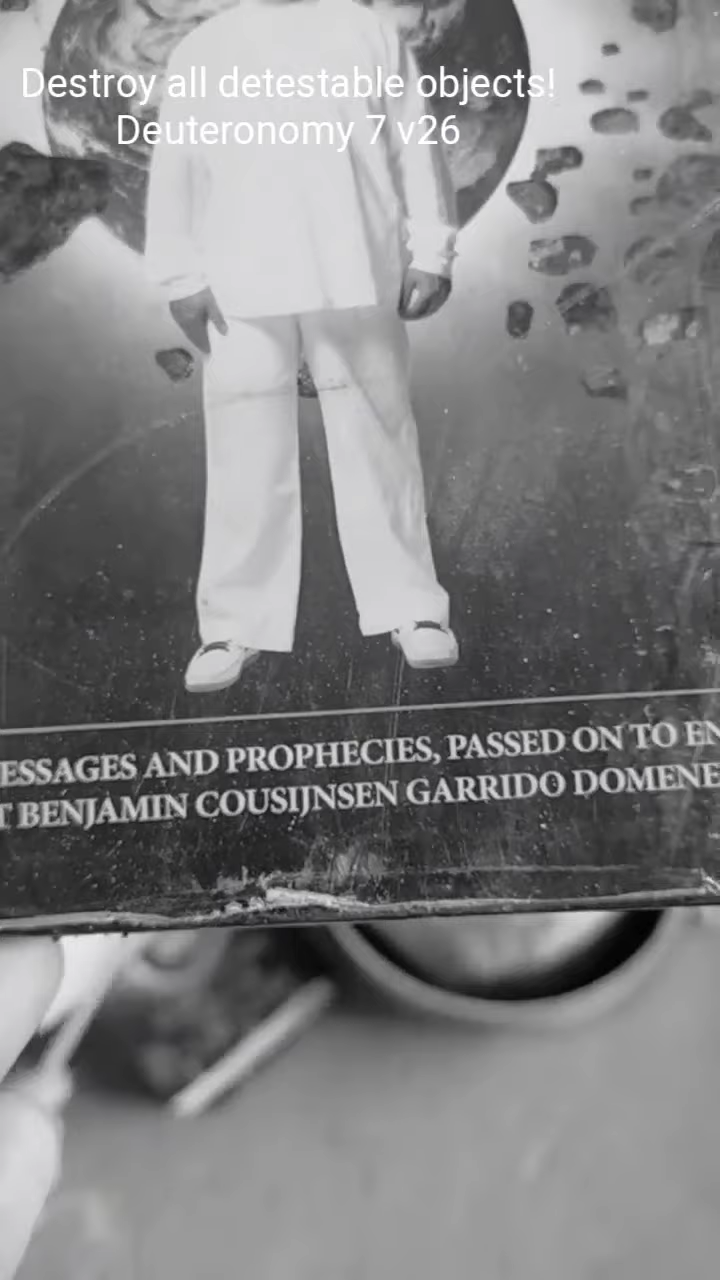 Destroy all detestable objects!
Deuteronomy 7 v26
ESSAGES AND PROPHECIES, PASSED ON TO EN
T BENJAMIN COUSIJNSEN GARRIDO DOMENE